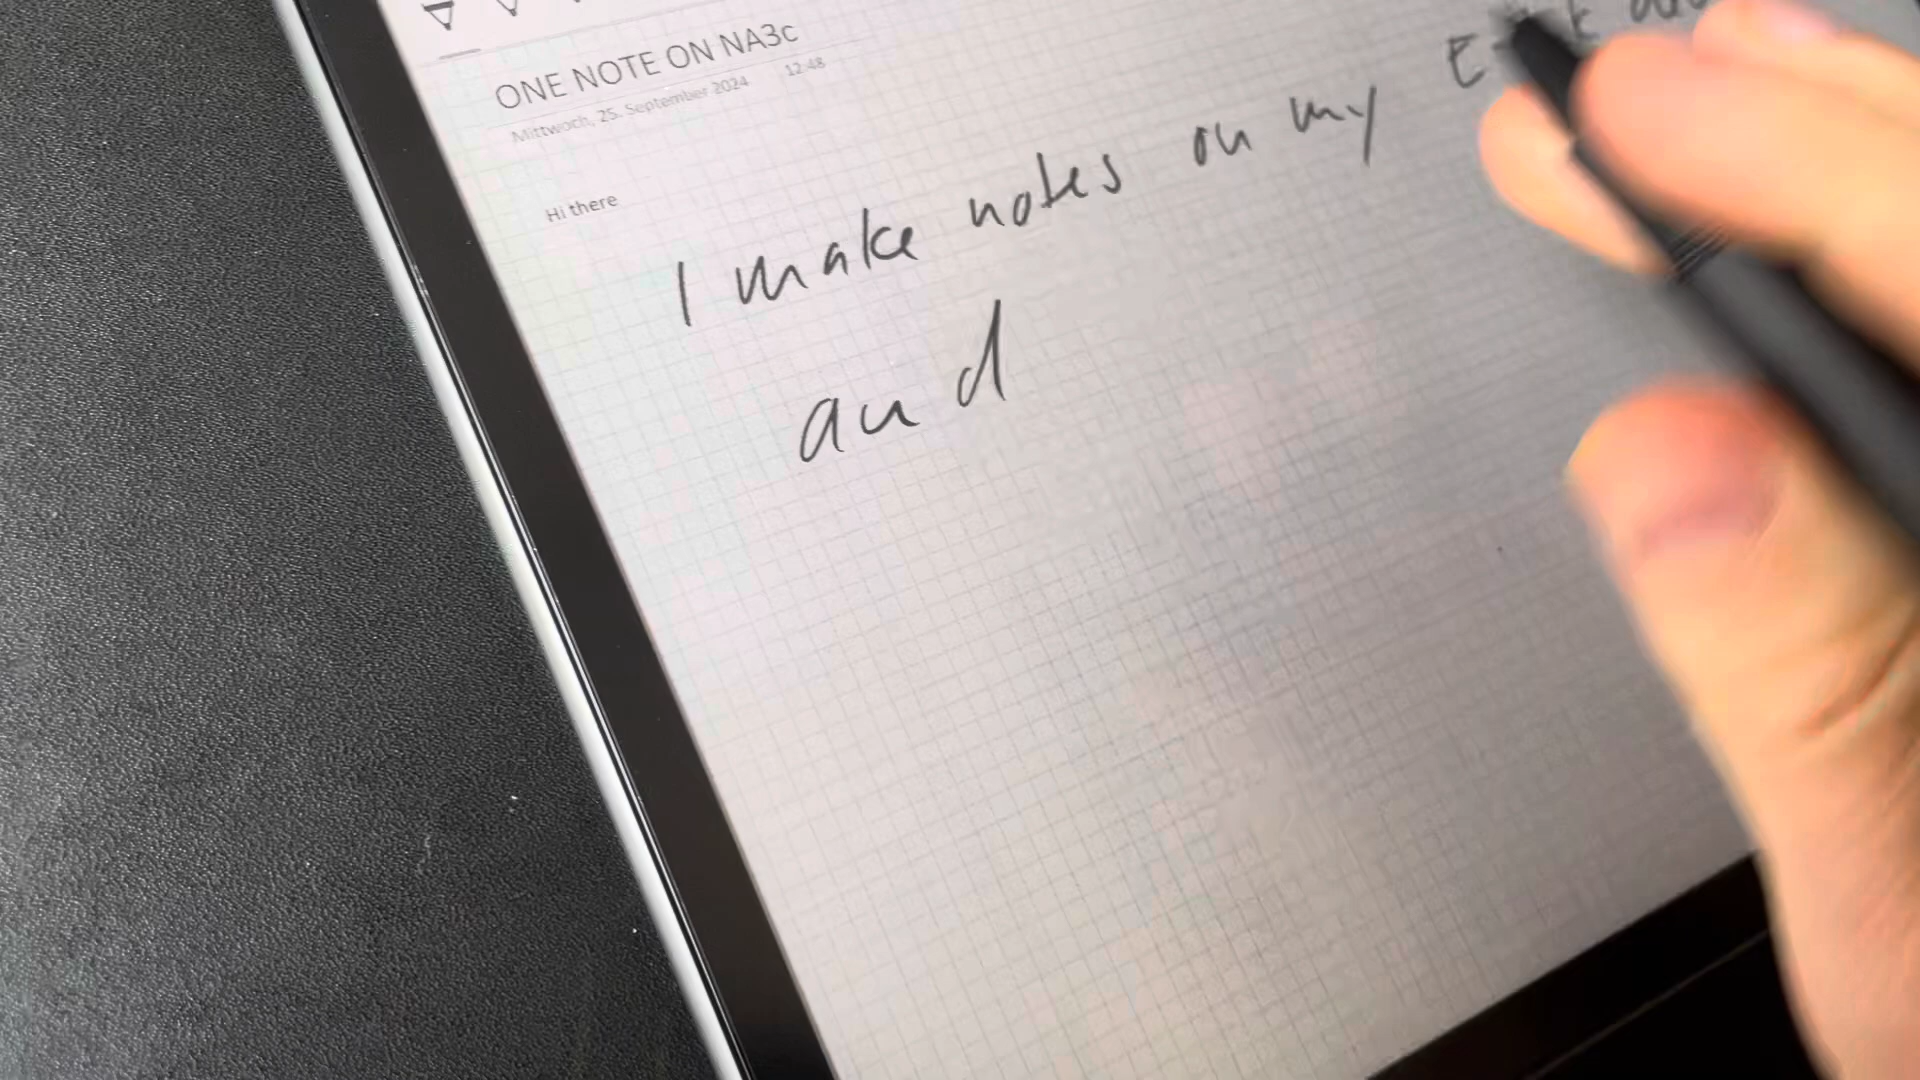 ONE NOTE ON NA3c
Mittwoch, 25. September 2024 12:48
Hi there
I make notes on my
and